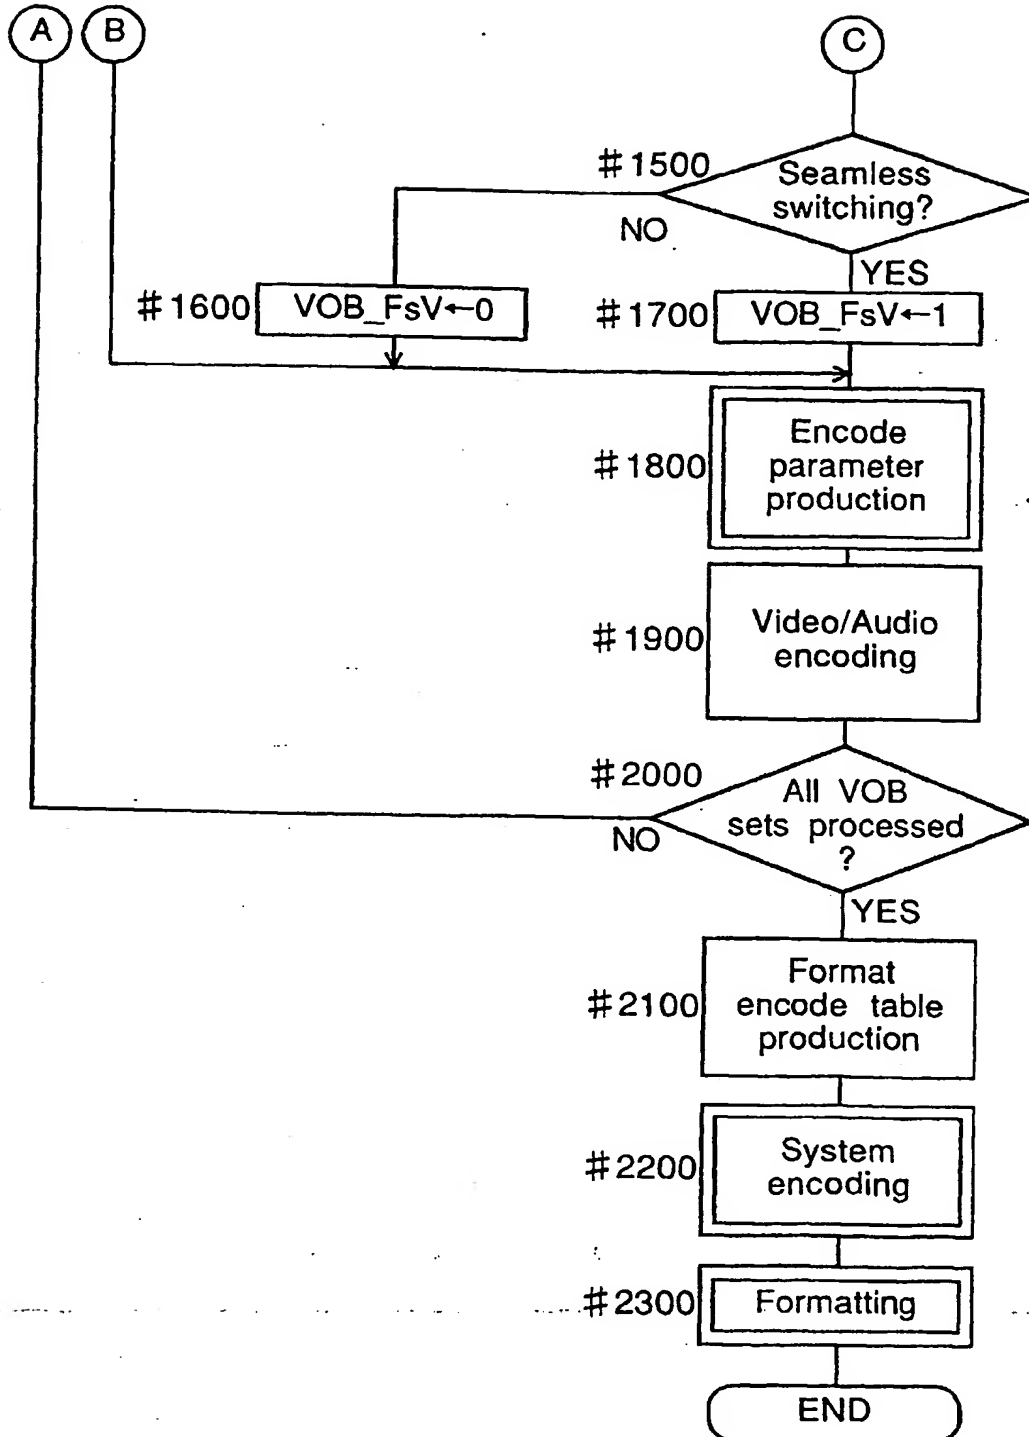 A
B
C
#1500
Seamless
switching?
NO
YES
#1600
VOB_FsV←0
#1700
VOB_FsV←1
#1800
Encode
parameter
production
#1900
Video/Audio
encoding
#2000
All VOB
sets processed
?
NO
YES
#2100
Format
encode table
production
#2200
System
encoding
#2300
Formatting
END